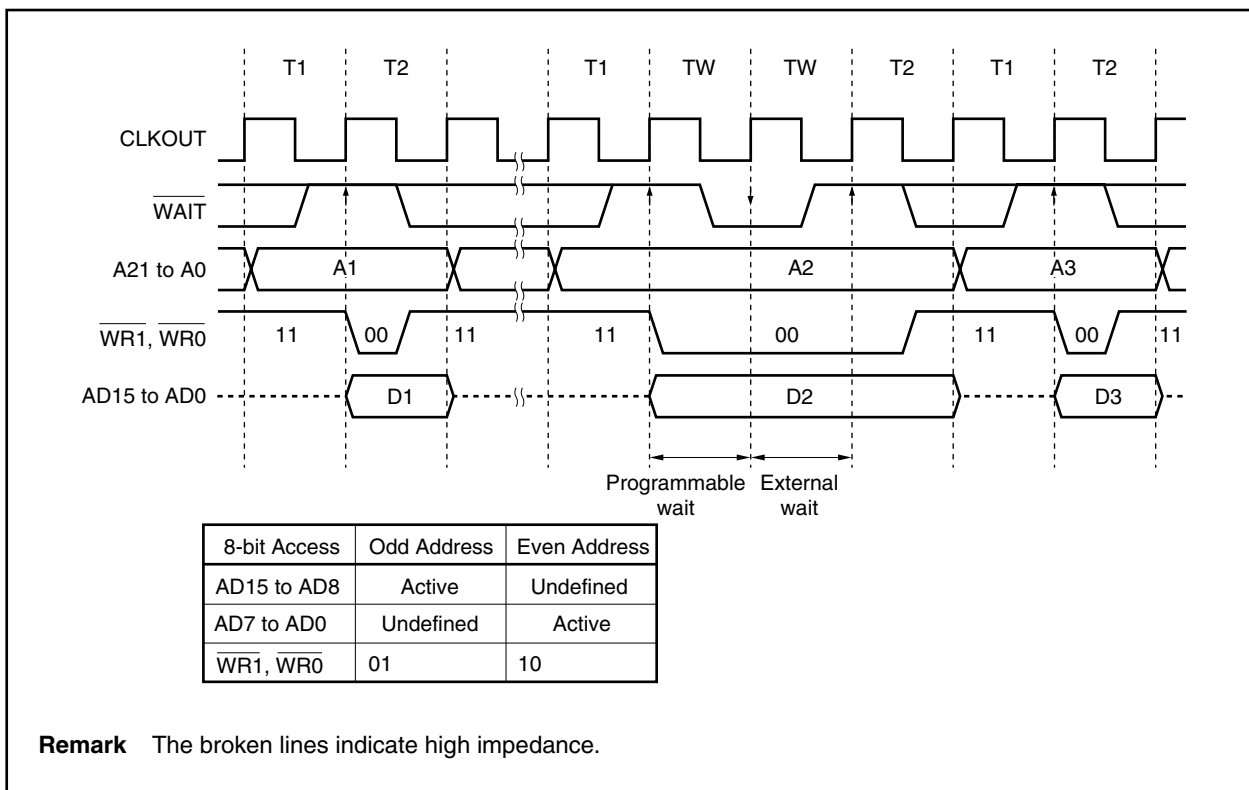 T1 T2 T1 TW TW T2 T1 T2
CLKOUT
WAIT
A21 to A0 A1 A2 A3
WR1, WR0 11 00 11 11 00 11 00 11
AD15 to AD0 D1 D2 D3
Programmable wait External wait
8-bit Access Odd Address Even Address
AD15 to AD8 Active Undefined
AD7 to AD0 Undefined Active
WR1, WR0 01 10
Remark The broken lines indicate high impedance.